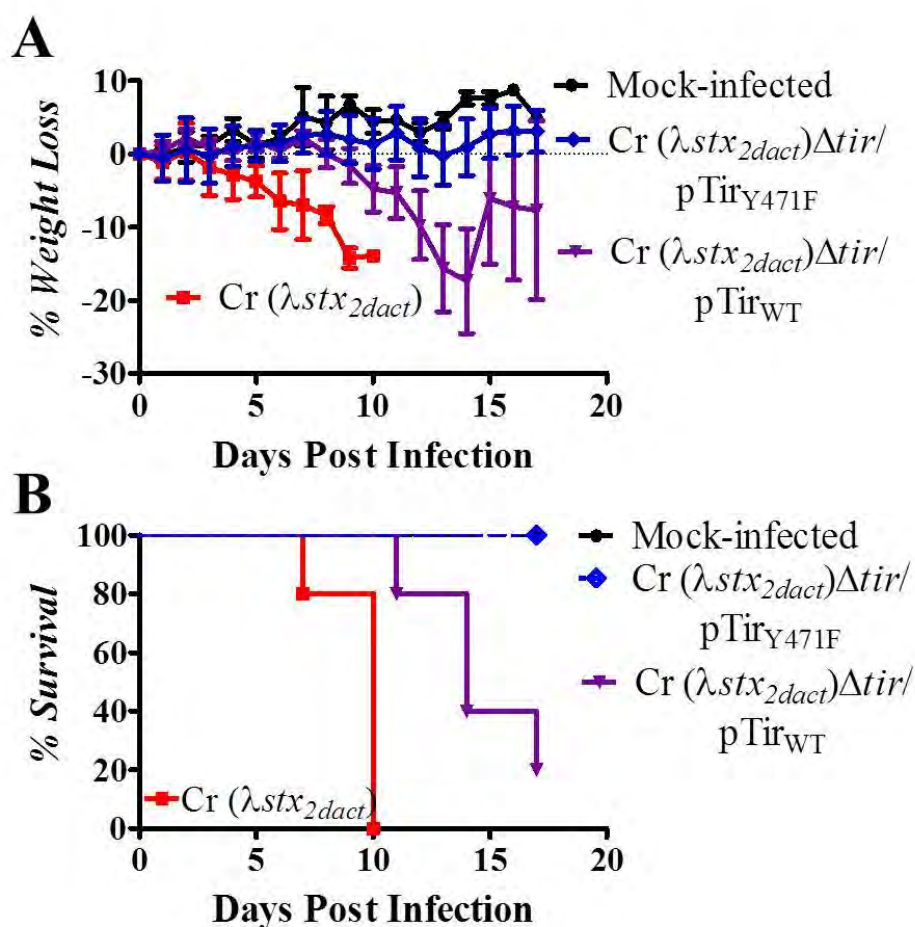 A
% Weight Loss
10
0
-10
-20
-30
0
5
10
15
20
Days Post Infection
Cr (λstx2dact)
Mock-infected
Cr (λstx2dact)Δtir/
pTirY471F
Cr (λstx2dact)Δtir/
pTirWT
B
% Survival
100
80
60
40
20
0
0
5
10
15
20
Days Post Infection
Cr (λstx2dact)
Mock-infected
Cr (λstx2dact)Δtir/
pTirY471F
Cr (λstx2dact)Δtir/
pTirWT